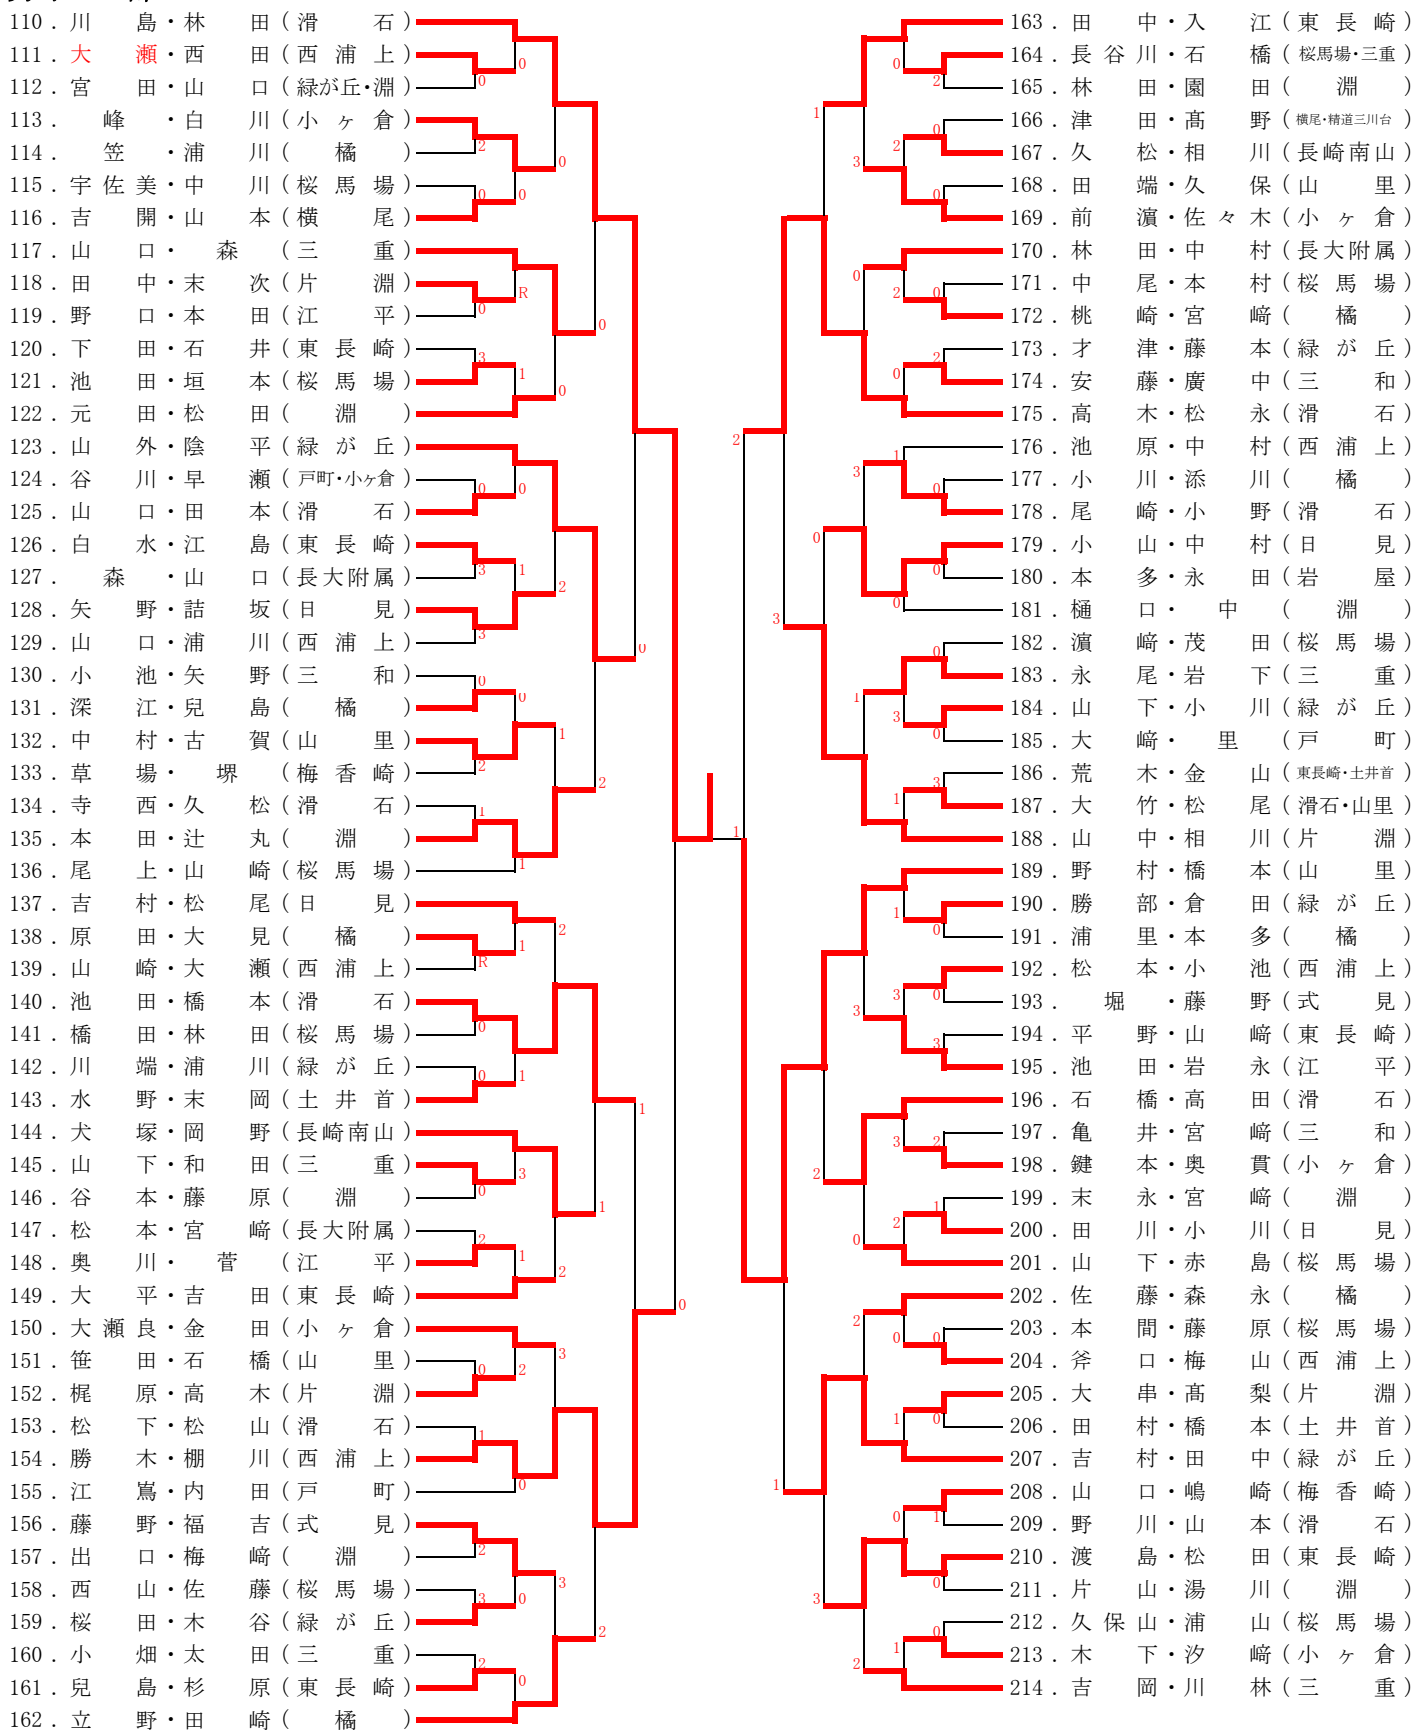 110．川島・林田（滑石）
111．大瀬・西田（西浦上）
112．宮田・山口（緑が丘・淵）
113．峰・白川（小ヶ倉）
114．笠・浦川（橘）
115．宇佐美・中川（桜馬場）
116．吉開・山本（横尾）
117．山口・森（三重）
118．田中・末次（片淵）
119．野口・本田（江平）
120．下田・石井（東長崎）
121．池田・垣本（桜馬場）
122．元田・松田（淵）
123．山外・陰平（緑が丘）
124．谷川・早瀬（戸町・小ヶ倉）
125．山口・田本（滑石）
126．白水・江島（東長崎）
127．森・山口（長大附属）
128．矢野・詰坂（日見）
129．山口・浦川（西浦上）
130．小池・矢野（三和）
131．深江・兒島（橘）
132．中村・古賀（山里）
133．草場・堺（梅香崎）
134．寺西・久松（滑石）
135．本田・辻丸（淵）
136．尾上・山崎（桜馬場）
137．吉村・松尾（日見）
138．原田・大見（橘）
139．山崎・大瀬（西浦上）
140．池田・橋本（滑石）
141．橋田・林田（桜馬場）
142．川端・浦川（緑が丘）
143．水野・末岡（土井首）
144．犬塚・岡野（長崎南山）
145．山下・和田（三重）
146．谷本・藤原（淵）
147．松本・宮﨑（長大附属）
148．奥川・菅（江平）
149．大平・吉田（東長崎）
150．大瀬良・金田（小ヶ倉）
151．笹田・石橋（山里）
152．梶原・高木（片淵）
153．松下・松山（滑石）
154．勝木・棚川（西浦上）
155．江嶌・内田（戸町）
156．藤野・福吉（式見）
157．出口・梅﨑（淵）
158．西山・佐藤（桜馬場）
159．桜田・木谷（緑が丘）
160．小畑・太田（三重）
161．兒島・杉原（東長崎）
162．立野・田崎（橘）
163．田中・入江（東長崎）
164．長谷川・石橋（桜馬場・三重）
165．林田・園田（淵）
166．津田・髙野（横尾・精道三川台）
167．久松・相川（長崎南山）
168．田端・久保（山里）
169．前濵・佐々木（小ヶ倉）
170．林田・中村（長大附属）
171．中尾・本村（桜馬場）
172．桃崎・宮﨑（橘）
173．才津・藤本（緑が丘）
174．安藤・廣中（三和）
175．高木・松永（滑石）
176．池原・中村（西浦上）
177．小川・添川（橘）
178．尾崎・小野（滑石）
179．小山・中村（日見）
180．本多・永田（岩屋）
181．樋口・中（淵）
182．濵﨑・茂田（桜馬場）
183．永尾・岩下（三重）
184．山下・小川（緑が丘）
185．大﨑・里（戸町）
186．荒木・金山（東長崎・土井首）
187．大竹・松尾（滑石・山里）
188．山中・相川（片淵）
189．野村・橋本（山里）
190．勝部・倉田（緑が丘）
191．浦里・本多（橘）
192．松本・小池（西浦上）
193．堀・藤野（式見）
194．平野・山﨑（東長崎）
195．池田・岩永（江平）
196．石橋・高田（滑石）
197．亀井・宮﨑（三和）
198．鍵本・奥貫（小ヶ倉）
199．末永・宮﨑（淵）
200．田川・小川（日見）
201．山下・赤島（桜馬場）
202．佐藤・森永（橘）
203．本間・藤原（桜馬場）
204．斧口・梅山（西浦上）
205．大串・髙梨（片淵）
206．田村・橋本（土井首）
207．吉村・田中（緑が丘）
208．山口・嶋崎（梅香崎）
209．野川・山本（滑石）
210．渡島・松田（東長崎）
211．片山・湯川（淵）
212．久保山・浦山（桜馬場）
213．木下・汐﨑（小ヶ倉）
214．吉岡・川林（三重）